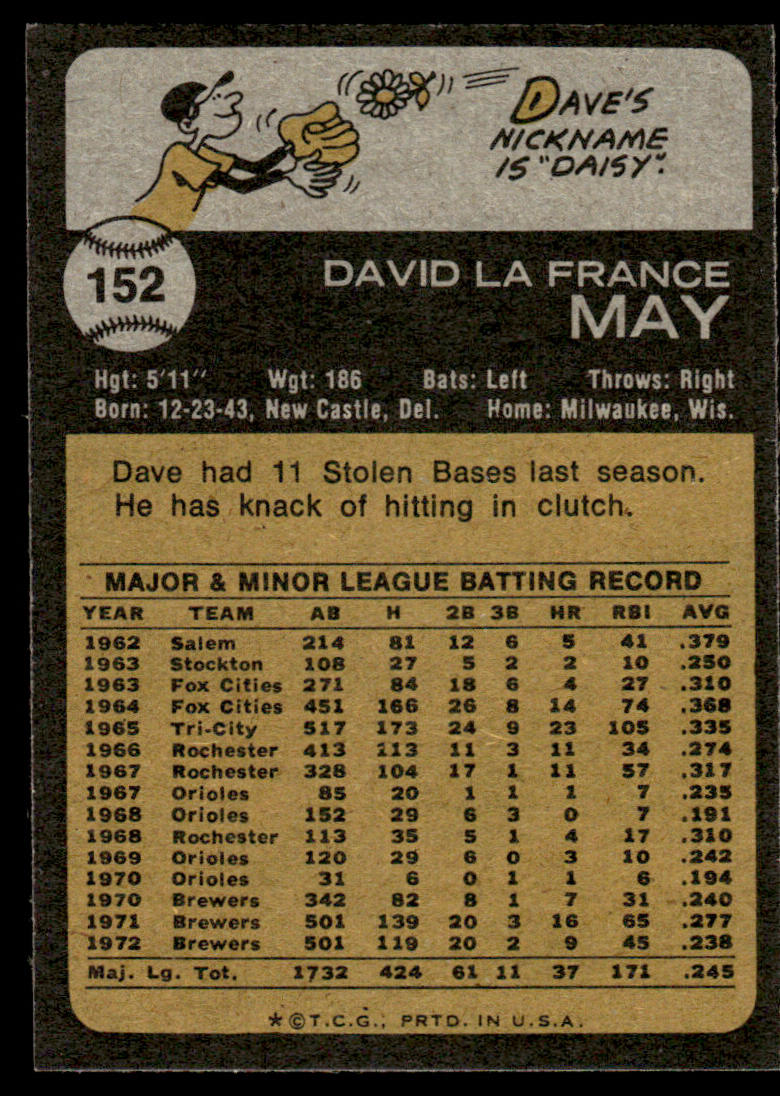 DAVE'S
NICKNAME
IS "DAISY".
152
DAVID LA FRANCE
MAY
Hgt: 5'11" Wgt: 186 Bats: Left Throws: Right
Born: 12-23-43, New Castle, Del. Home: Milwaukee, Wis.
Dave had 11 Stolen Bases last season.
He has knack of hitting in clutch.
MAJOR & MINOR LEAGUE BATTING RECORD
YEAR TEAM AB H 2B 3B HR RBI AVG
1962 Salem 214 81 12 6 5 41 .379
1963 Stockton 108 27 5 2 2 10 .250
1963 Fox Cities 271 84 18 6 4 27 .310
1964 Fox Cities 451 166 26 8 14 74 .368
1965 Tri-City 517 173 24 9 23 105 .335
1966 Rochester 413 113 11 3 11 34 .274
1967 Rochester 328 104 17 1 11 57 .317
1967 Orioles 85 20 1 1 1 7 .235
1968 Orioles 152 29 6 3 0 7 .191
1968 Rochester 113 35 5 1 4 17 .310
1969 Orioles 120 29 6 0 3 10 .242
1970 Orioles 31 6 0 1 1 6 .194
1970 Brewers 342 82 8 1 7 31 .240
1971 Brewers 501 139 20 3 16 65 .277
1972 Brewers 501 119 20 2 9 45 .238
Maj. Lg. Tot. 1732 424 61 11 37 171 .245
*©T.C.G., PRTD. IN U.S.A.